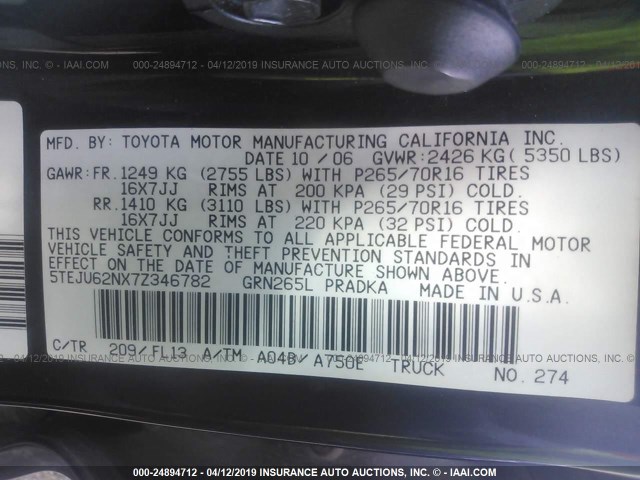 000-24894712 - 04/12/2019 INSURANCE AUTO AUCTIONS, INC. - IAAI.COM
MFD. BY: TOYOTA MOTOR MANUFACTURING CALIFORNIA INC.
DATE 10 / 06 GVWR: 2426 KG ( 5350 LBS)
GAWR: FR. 1249 KG (2755 LBS) WITH P265/70R16 TIRES
16X7JJ RIMS AT 200 KPA (29 PSI) COLD.
RR. 1410 KG (3110 LBS) WITH P265/70R16 TIRES
16X7JJ RIMS AT 220 KPA (32 PSI) COLD.
THIS VEHICLE CONFORMS TO ALL APPLICABLE FEDERAL MOTOR
VEHICLE SAFETY AND THEFT PREVENTION STANDARDS IN
EFFECT ON THE DATE OF MANUFACTURE SHOWN ABOVE.
5TEJU62NX7Z346782 GRN265L PRADKA MADE IN U.S.A.
C/TR 209/FL13 A/TM A04B/ A750E TRUCK NO. 274
000-24894712 - 04/12/2019 INSURANCE AUTO AUCTIONS, INC. - IAAI.COM